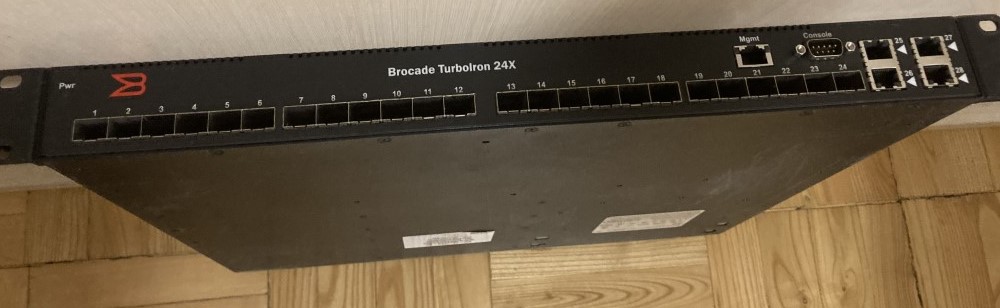 Brocade TurboIron 24X
Mgmt
Console
Pwr
1 2 3 4 5 6 7 8 9 10 11 12 13 14 15 16 17 18 19 20 21 22 23 24
25 27
26 28